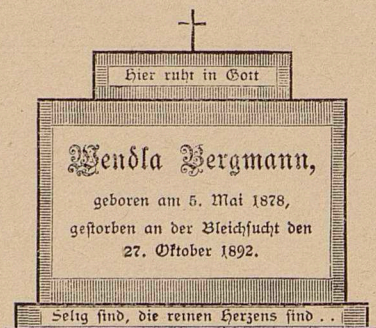 Hier ruht in Gott
Wendla Bergmann,
geboren am 5. Mai 1878,
gestorben an der Bleichsucht den
27. Oktober 1892.
Selig sind, die reinen Herzens sind . .